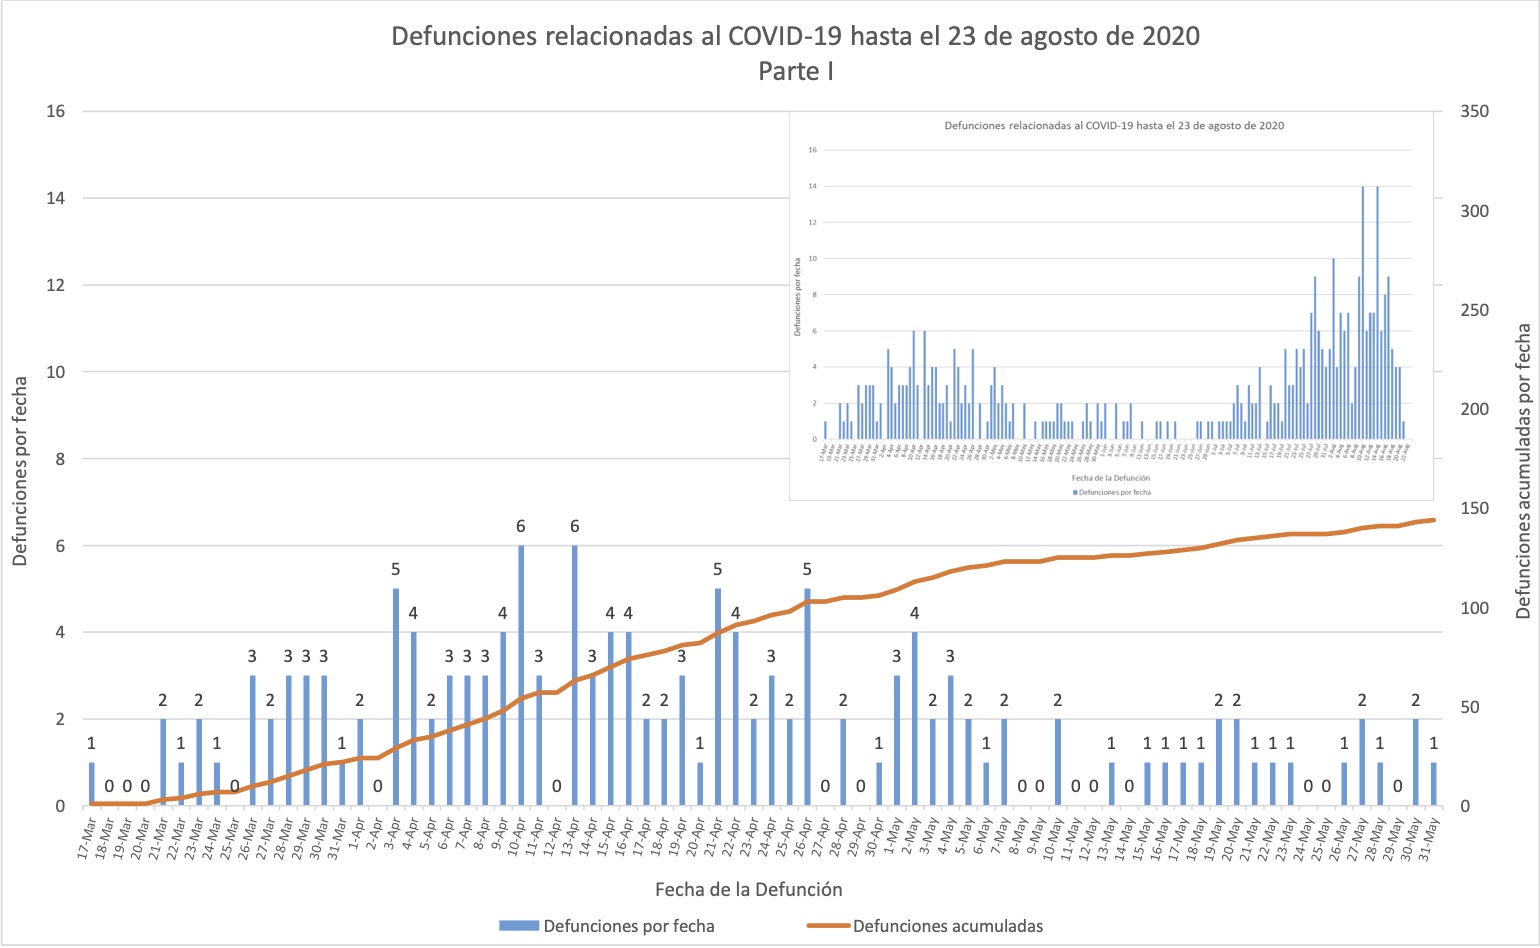 Defunciones relacionadas al COVID-19 hasta el 23 de agosto de 2020
Parte I
16
14
12
10
8
6
4
2
0
Defunciones por fecha
350
300
250
200
150
100
50
0
Defunciones acumuladas por fecha
Defunciones relacionadas al COVID-19 hasta el 23 de agosto de 2020
16
14
12
10
8
6
4
2
0
Defunciones por fecha
Fecha de la Defunción
Defunciones por fecha
1 0 0 0 2 1 2 1 0 3 2 3 3 3 1 2 0 5 4 2 3 3 3 4 6 3 0 6 3 4 4 2 2 3 1 5 4 2 3 2 5 0 2 0 1 3 4 2 3 2 1 2 0 0 2 0 0 1 0 1 1 1 1 2 2 1 1 1 0 0 1 2 1 0 2 1
17-Mar 18-Mar 19-Mar 20-Mar 21-Mar 22-Mar 23-Mar 24-Mar 25-Mar 26-Mar 27-Mar 28-Mar 29-Mar 30-Mar 31-Mar 1-Apr 2-Apr 3-Apr 4-Apr 5-Apr 6-Apr 7-Apr 8-Apr 9-Apr 10-Apr 11-Apr 12-Apr 13-Apr 14-Apr 15-Apr 16-Apr 17-Apr 18-Apr 19-Apr 20-Apr 21-Apr 22-Apr 23-Apr 24-Apr 25-Apr 26-Apr 27-Apr 28-Apr 29-Apr 30-Apr 1-May 2-May 3-May 4-May 5-May 6-May 7-May 8-May 9-May 10-May 11-May 12-May 13-May 14-May 15-May 16-May 17-May 18-May 19-May 20-May 21-May 22-May 23-May 24-May 25-May 26-May 27-May 28-May 29-May 30-May 31-May
Fecha de la Defunción
Defunciones por fecha
Defunciones acumuladas